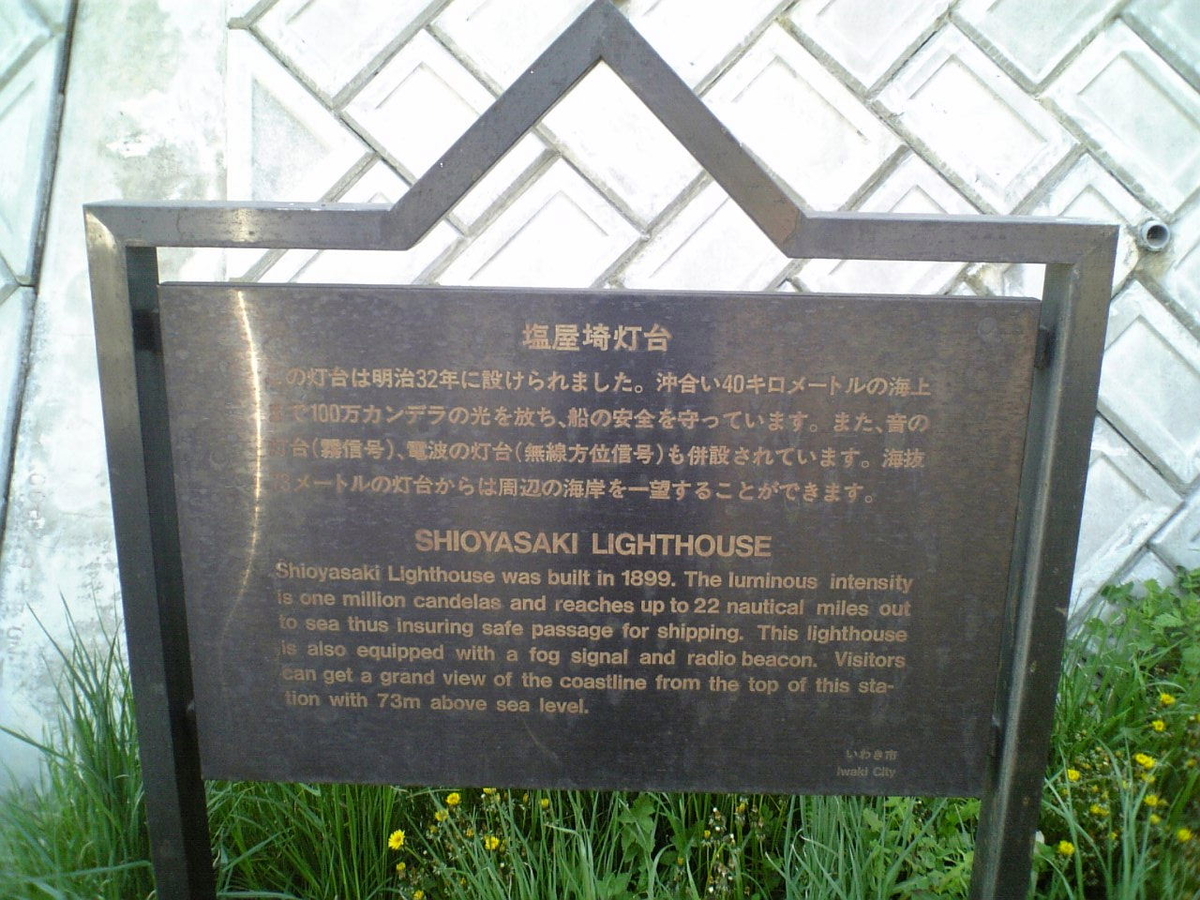 塩屋埼灯台
この灯台は明治32年に設けられました。沖合い40キロメートルの海上
まで100万カンデラの光を放ち、船の安全を守っています。また、音の
灯台（霧信号）、電波の灯台（無線方位信号）も併設されています。海抜
73メートルの灯台からは周辺の海岸を一望することができます。
SHIOYASAKI LIGHTHOUSE
Shioyasaki Lighthouse was built in 1899. The luminous intensity
is one million candelas and reaches up to 22 nautical miles out
to sea thus insuring safe passage for shipping. This lighthouse
is also equipped with a fog signal and radio beacon. Visitors
can get a grand view of the coastline from the top of this sta-
tion with 73m above sea level.
いわき市
Iwaki City